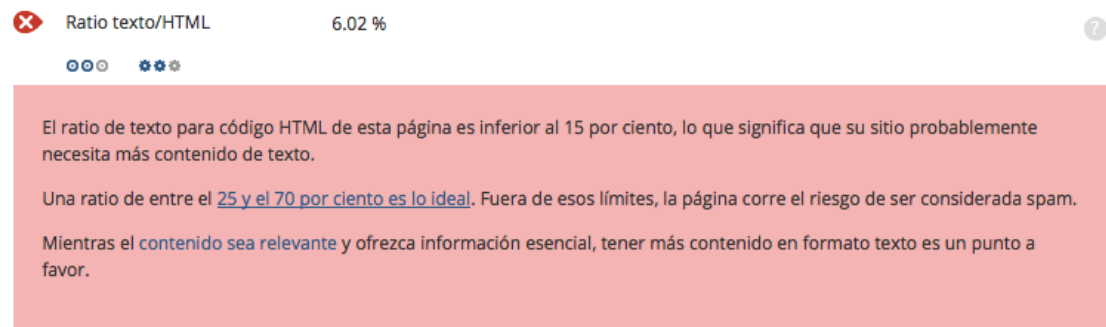 Ratio texto/HTML 6.02 %
?
El ratio de texto para código HTML de esta página es inferior al 15 por ciento, lo que significa que su sitio probablemente
necesita más contenido de texto.
Una ratio de entre el 25 y el 70 por ciento es lo ideal. Fuera de esos límites, la página corre el riesgo de ser considerada spam.
Mientras el contenido sea relevante y ofrezca información esencial, tener más contenido en formato texto es un punto a
favor.